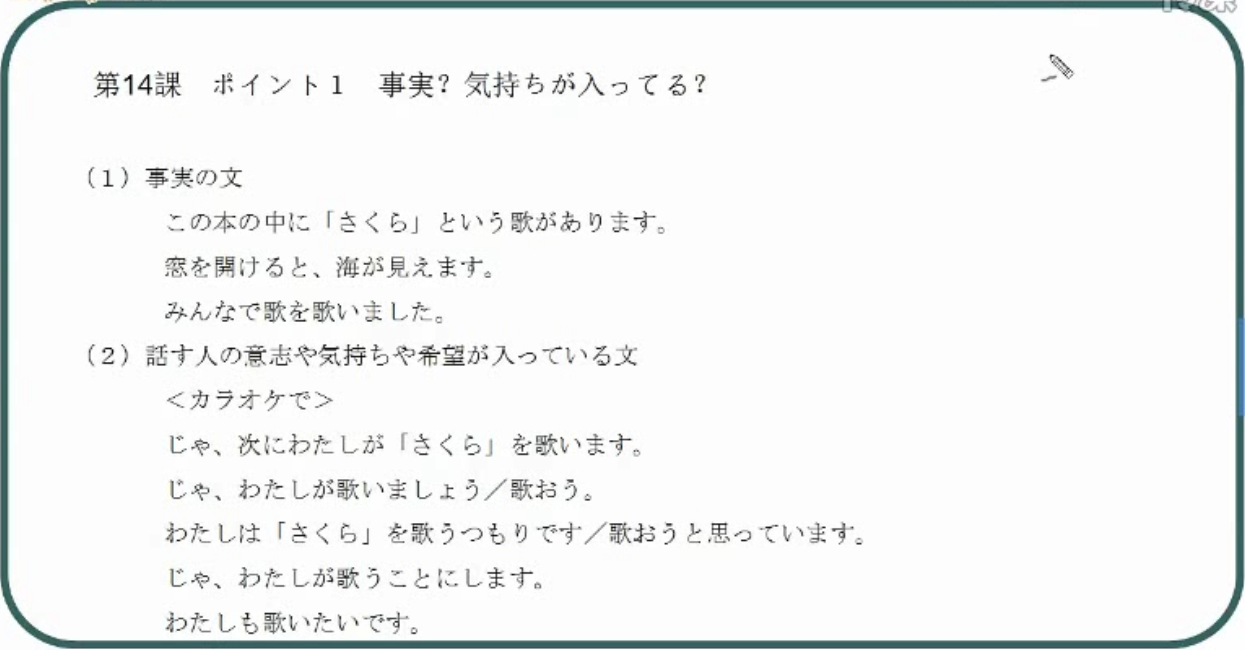 第14課　ポイント１　事実？気持ちが入ってる？
（１）事実の文
この本の中に「さくら」という歌があります。
窓を開けると、海が見えます。
みんなで歌を歌いました。
（２）話す人の意志や気持ちや希望が入っている文
＜カラオケで＞
じゃ、次にわたしが「さくら」を歌います。
じゃ、わたしが歌いましょう／歌おう。
わたしは「さくら」を歌うつもりです／歌おうと思っています。
じゃ、わたしが歌うことにします。
わたしも歌いたいです。